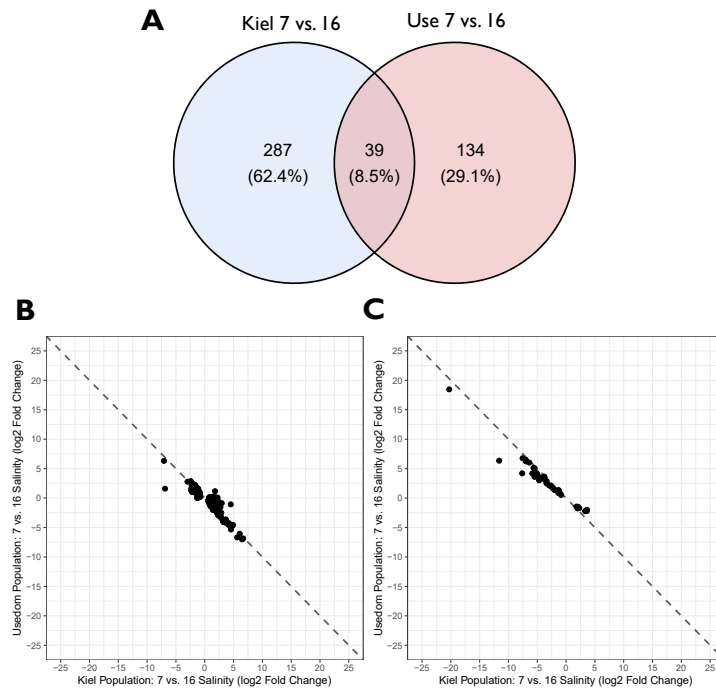 A
Kiel 7 vs. 16
Use 7 vs. 16
287
(62.4%)
39
(8.5%)
134
(29.1%)
B
25
20
15
10
5
0
−5
−10
−15
−20
−25
Usedom Population: 7 vs. 16 Salinity (log2 Fold Change)
−25 −20 −15 −10 −5 0 5 10 15 20 25
Kiel Population: 7 vs. 16 Salinity (log2 Fold Change)
C
25
20
15
10
5
0
−5
−10
−15
−20
−25
Usedom Population: 7 vs. 16 Salinity (log2 Fold Change)
−25 −20 −15 −10 −5 0 5 10 15 20 25
Kiel Population: 7 vs. 16 Salinity (log2 Fold Change)